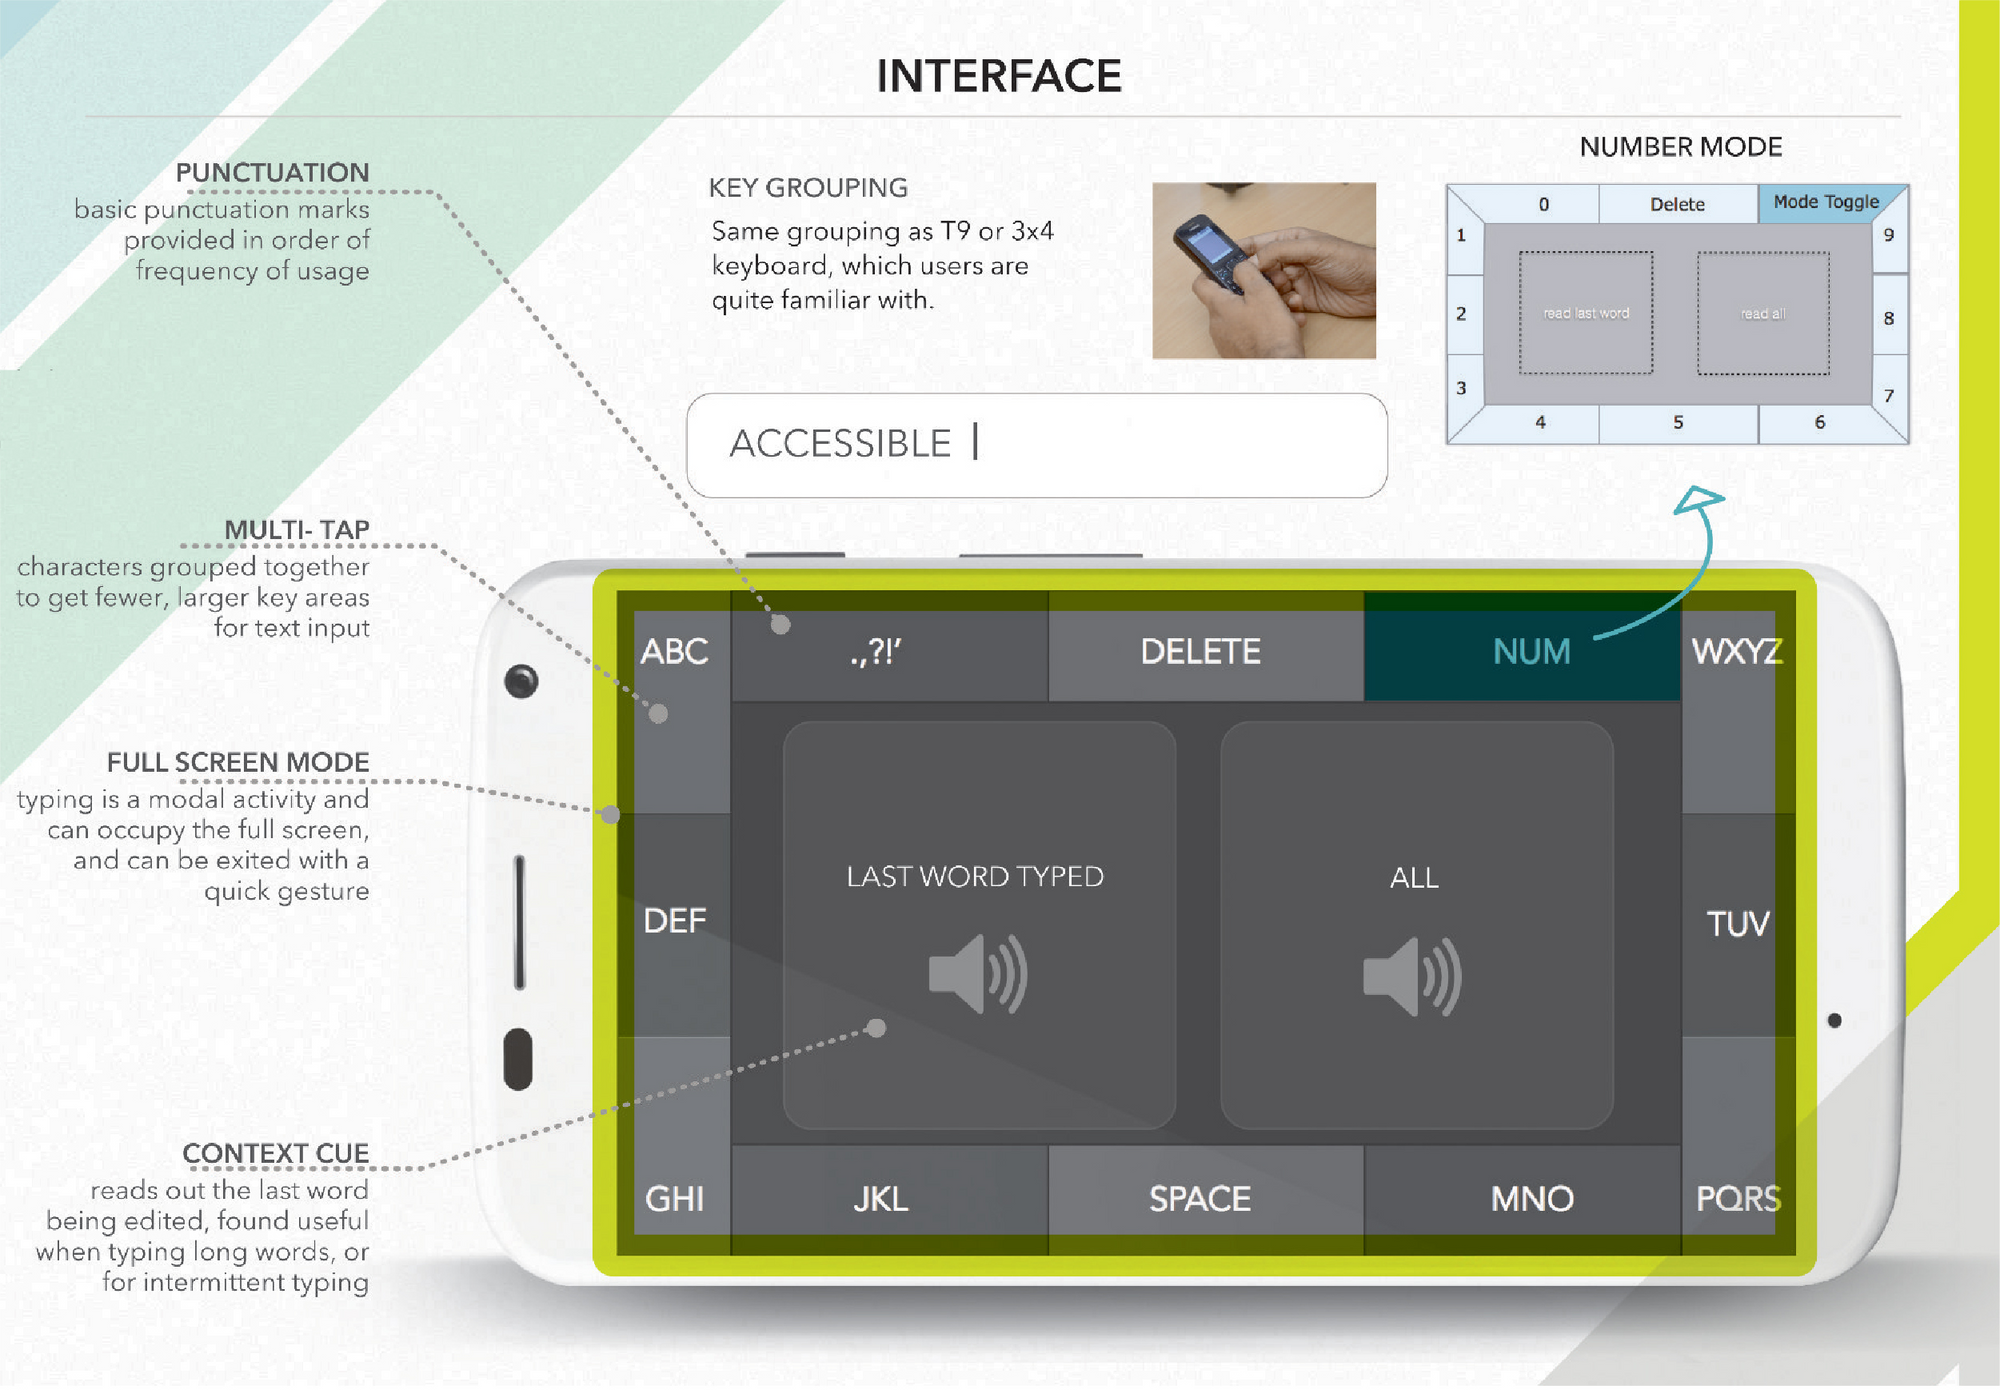 INTERFACE
PUNCTUATION
basic punctuation marks
provided in order of
frequency of usage
KEY GROUPING
Same grouping as T9 or 3x4
keyboard, which users are
quite familiar with.
NUMBER MODE
0 Delete Mode Toggle
1 9
read last word read all
2 8
3 7
4 5 6
ACCESSIBLE |
MULTI- TAP
characters grouped together
to get fewer, larger key areas
for text input
FULL SCREEN MODE
typing is a modal activity and
can occupy the full screen,
and can be exited with a
quick gesture
CONTEXT CUE
reads out the last word
being edited, found useful
when typing long words, or
for intermittent typing
ABC .,?!’ DELETE NUM WXYZ
LAST WORD TYPED ALL
DEF TUV
GHI JKL SPACE MNO PQRS